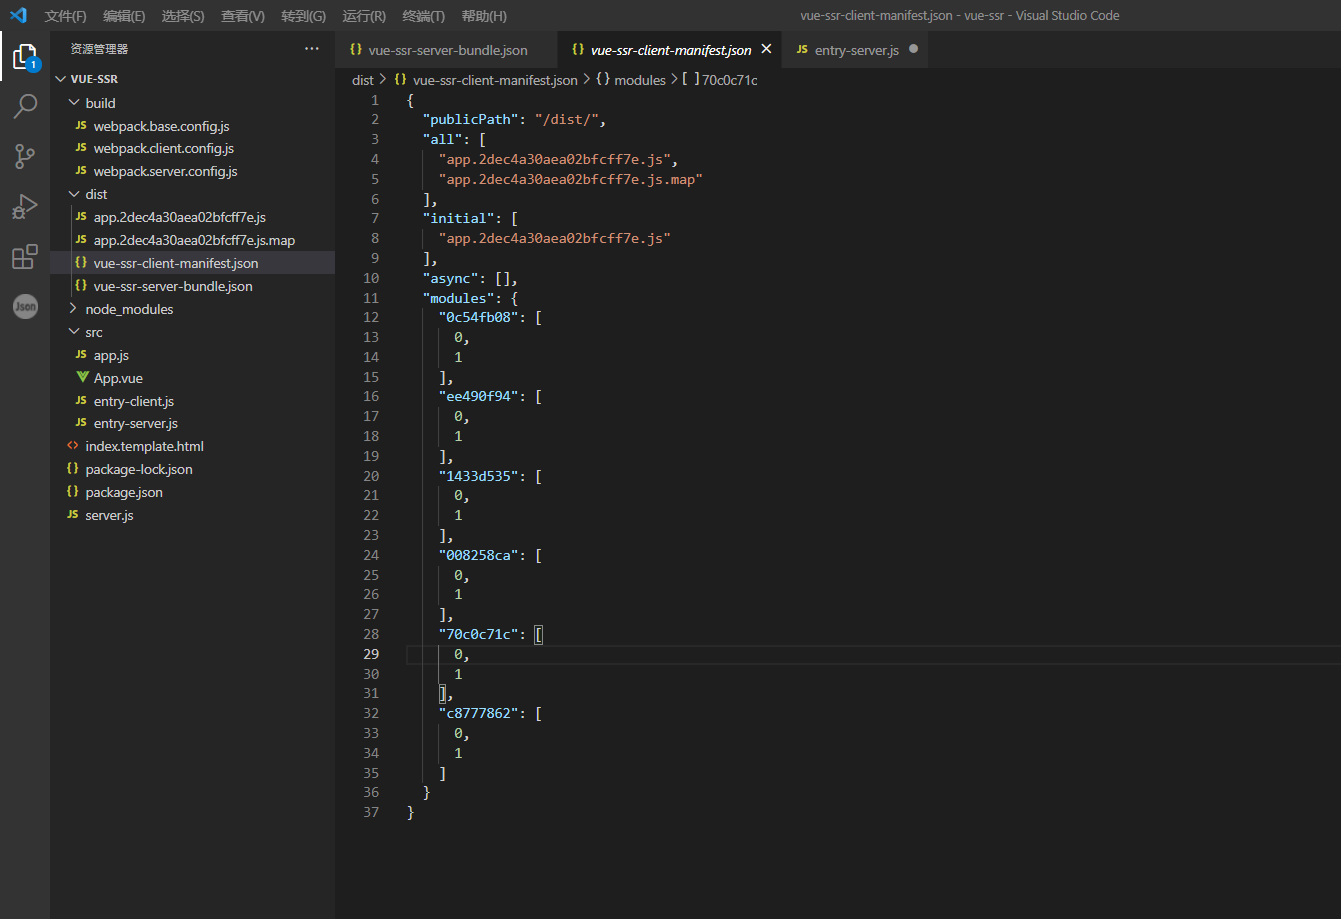 文件(F) 编辑(E) 选择(S) 查看(V) 转到(G) 运行(R) 终端(T) 帮助(H) vue-ssr-client-manifest.json - vue-ssr - Visual Studio Code
1
Json
资源管理器 ···
VUE-SSR
build
JS webpack.base.config.js
JS webpack.client.config.js
JS webpack.server.config.js
dist
JS app.2dec4a30aea02bfcff7e.js
JS app.2dec4a30aea02bfcff7e.js.map
{} vue-ssr-client-manifest.json
{} vue-ssr-server-bundle.json
node_modules
src
JS app.js
App.vue
JS entry-client.js
JS entry-server.js
<> index.template.html
{} package-lock.json
{} package.json
JS server.js
{} vue-ssr-server-bundle.json {} vue-ssr-client-manifest.json JS entry-server.js
dist > {} vue-ssr-client-manifest.json > {} modules > [ ] 70c0c71c
1 {
2 "publicPath": "/dist/",
3 "all": [
4 "app.2dec4a30aea02bfcff7e.js",
5 "app.2dec4a30aea02bfcff7e.js.map"
6 ],
7 "initial": [
8 "app.2dec4a30aea02bfcff7e.js"
9 ],
10 "async": [],
11 "modules": {
12 "0c54fb08": [
13 0,
14 1
15 ],
16 "ee490f94": [
17 0,
18 1
19 ],
20 "1433d535": [
21 0,
22 1
23 ],
24 "008258ca": [
25 0,
26 1
27 ],
28 "70c0c71c": [
29 0,
30 1
31 ],
32 "c8777862": [
33 0,
34 1
35 ]
36 }
37 }